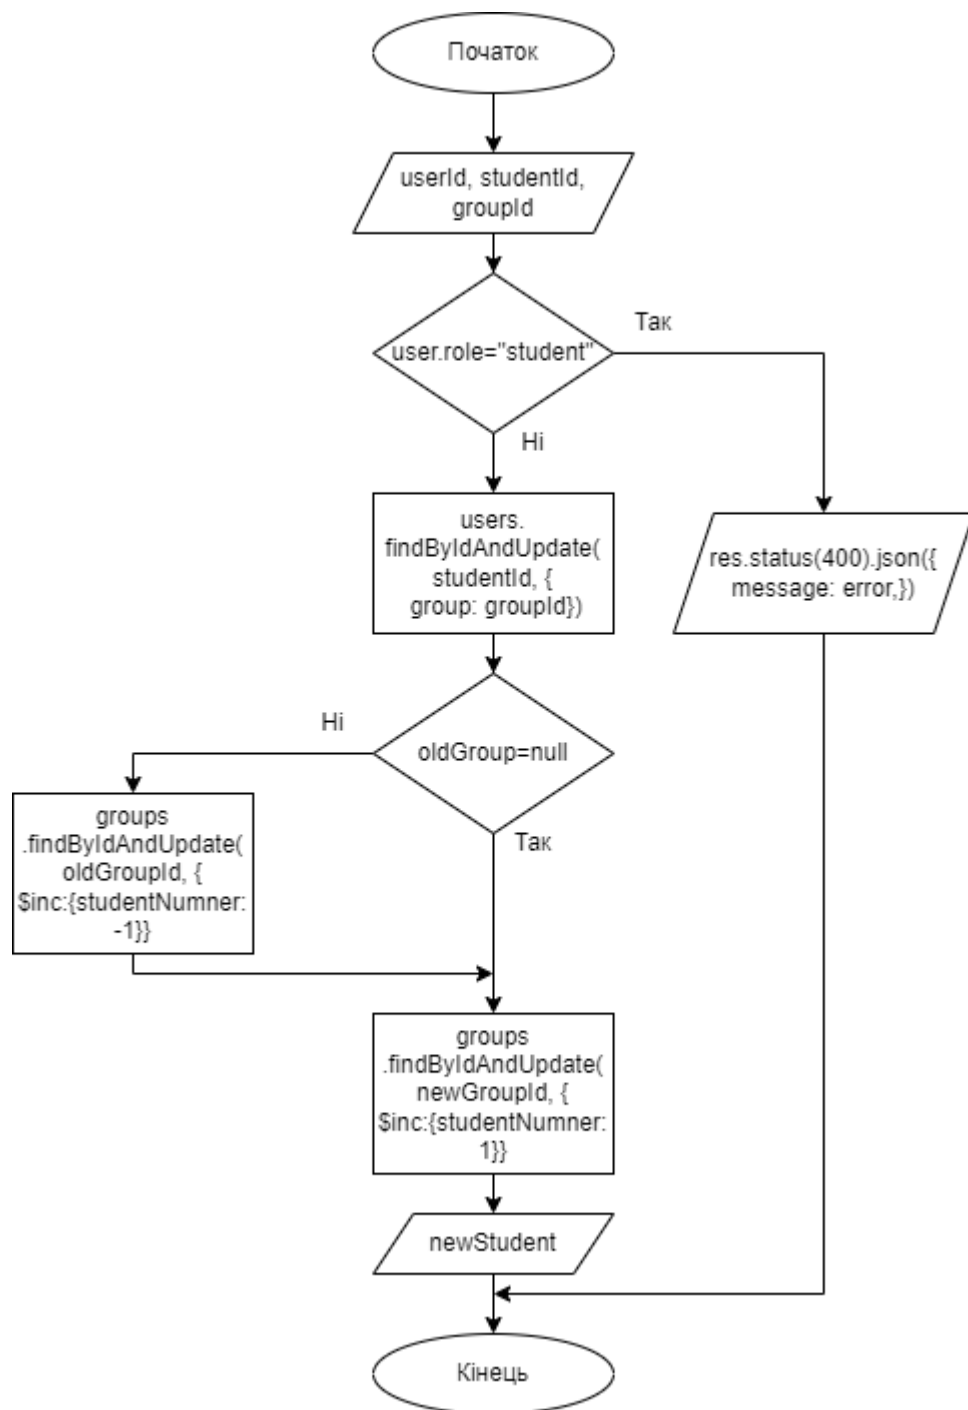 Початок
userId, studentId,
groupId
Так
user.role="student"
Ні
users.
findByIdAndUpdate(
studentId, {
group: groupId})
res.status(400).json({
message: error,})
Ні
oldGroup=null
Так
groups
.findByIdAndUpdate(
oldGroupId, {
$inc:{studentNumner:
-1}}
groups
.findByIdAndUpdate(
newGroupId, {
$inc:{studentNumner:
1}}
newStudent
Кінець